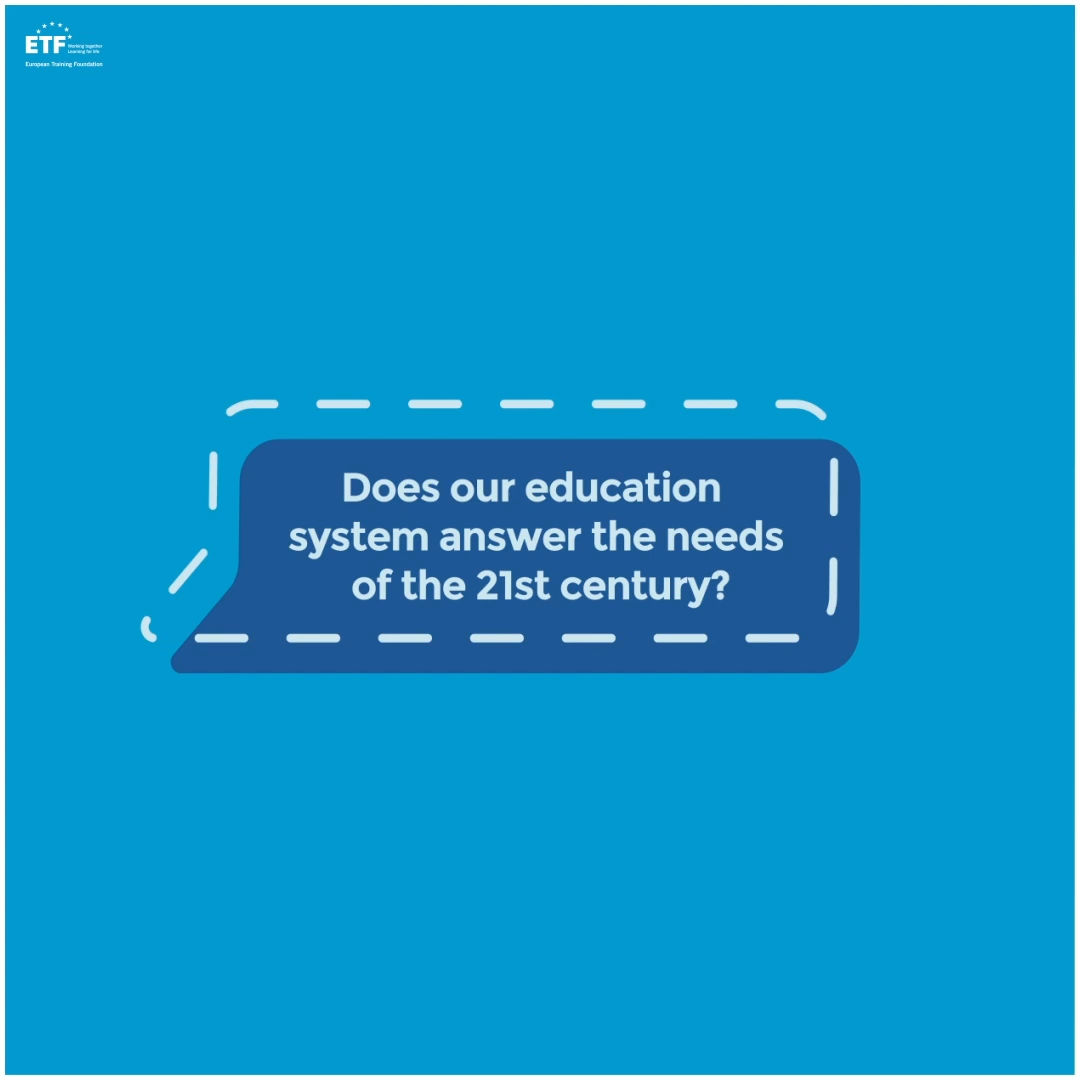 ETF
Working together
Learning for life
European Training Foundation
Does our education
system answer the needs
of the 21st century?